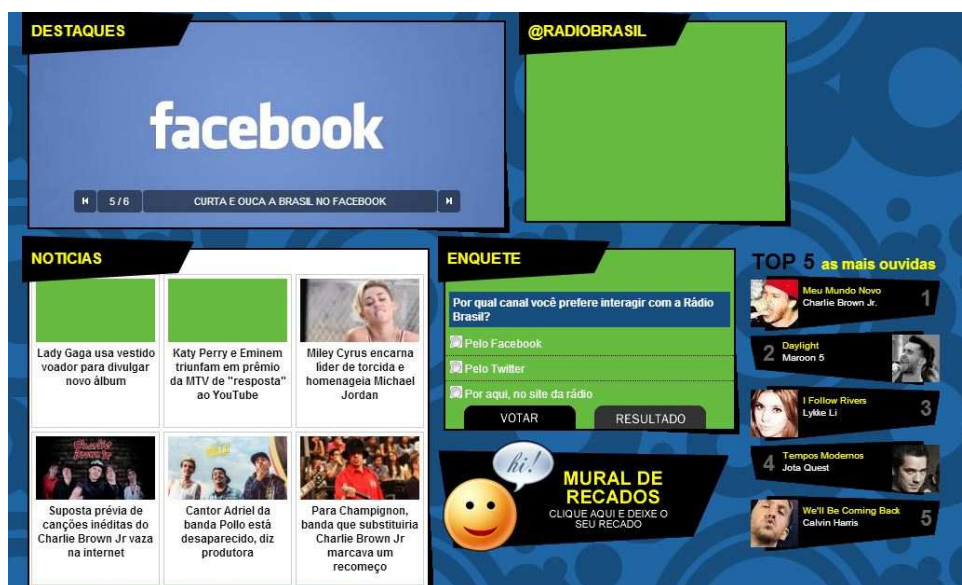 DESTAQUES
facebook
5 / 6
CURTA E OUCA A BRASIL NO FACEBOOK
@RADIOBRASIL
NOTICIAS
Lady Gaga usa vestido
voador para divulgar
novo álbum
Katy Perry e Eminem
triunfam em prêmio
da MTV de "resposta"
ao YouTube
Miley Cyrus encarna
líder de torcida e
homenageia Michael
Jordan
Charlie
Brown Jr
Suposta prévia de
canções inéditas do
Charlie Brown Jr vaza
na internet
Cantor Adriel da
banda Pollo está
desaparecido, diz
produtora
Para Champignon,
banda que substituiria
Charlie Brown Jr
marcava um
recomeço
ENQUETE
Por qual canal você prefere interagir com a Rádio
Brasil?
Pelo Facebook
Pelo Twitter
Por aqui, no site da rádio
VOTAR
RESULTADO
hi!
MURAL DE
RECADOS
CLIQUE AQUI E DEIXE O
SEU RECADO
TOP 5 as mais ouvidas
Meu Mundo Novo
Charlie Brown Jr.
1
2
Daylight
Maroon 5
I Follow Rivers
Lykke Li
3
4
Tempos Modernos
Jota Quest
We'll Be Coming Back
Calvin Harris
5